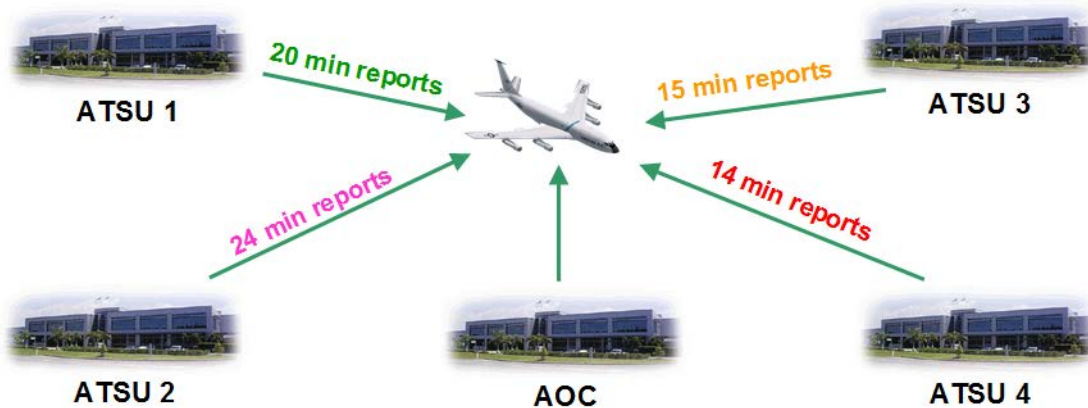 20 min reports
15 min reports
ATSU 1
ATSU 3
24 min reports
14 min reports
ATSU 2
AOC
ATSU 4